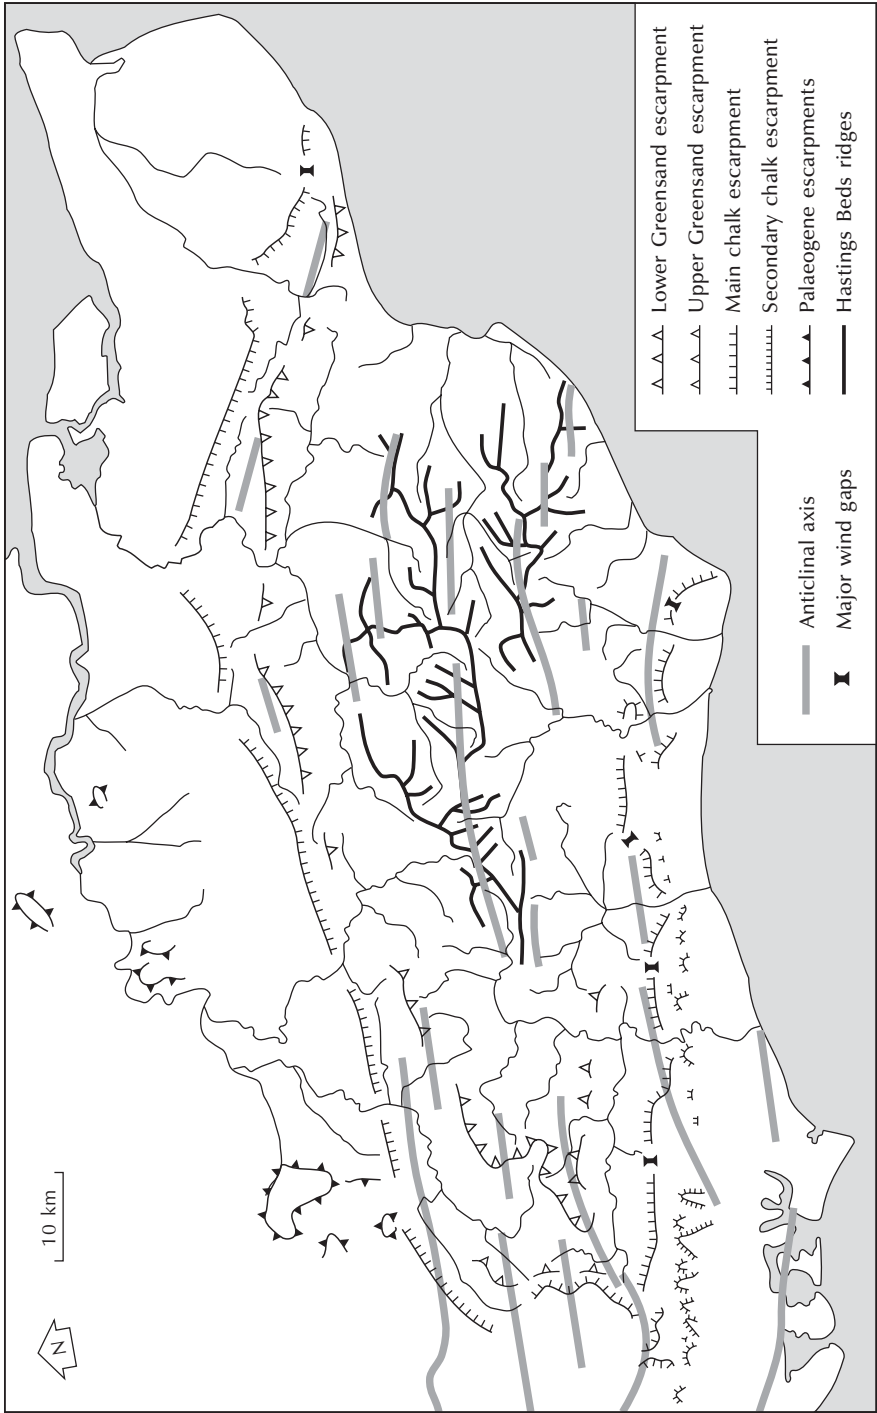 N
10 km
Anticlinal axis
Major wind gaps
Lower Greensand escarpment
Upper Greensand escarpment
Main chalk escarpment
Secondary chalk escarpment
Palaeogene escarpments
Hastings Beds ridges